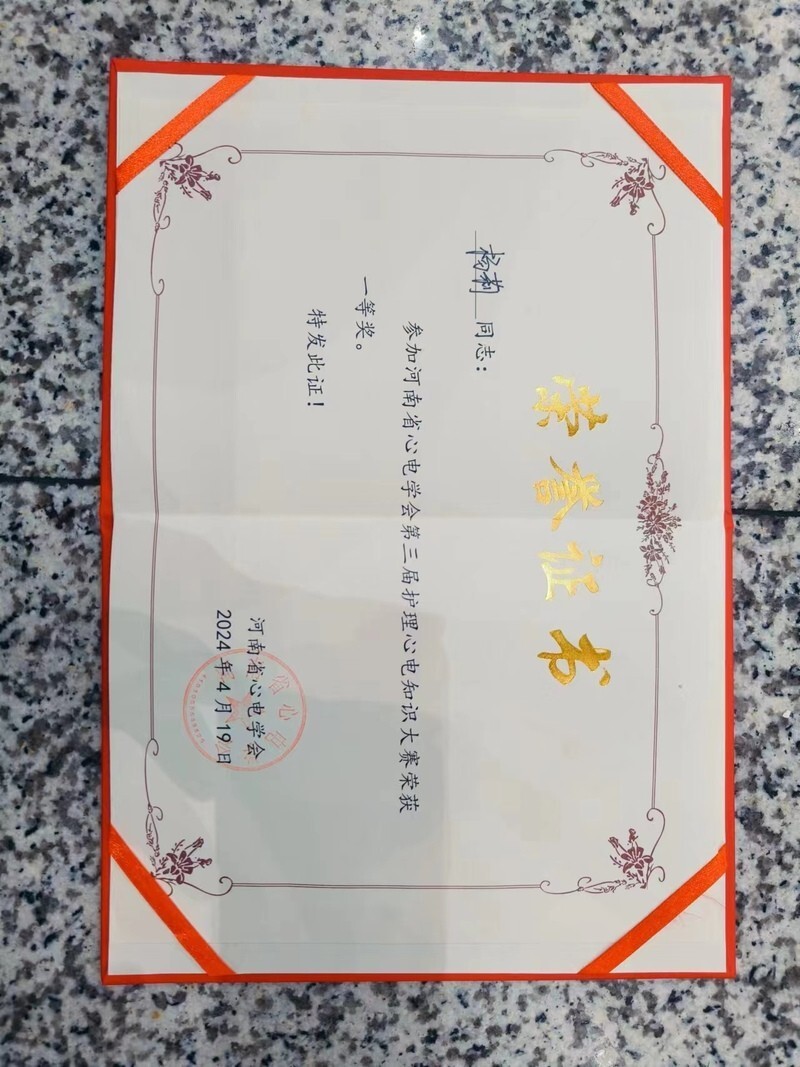 荣誉证书
杨莉 同志：
参加河南省心电学会第三届护理心电知识大赛荣获
一等奖。
特发此证！
河南省心电学会
2024年4月19日